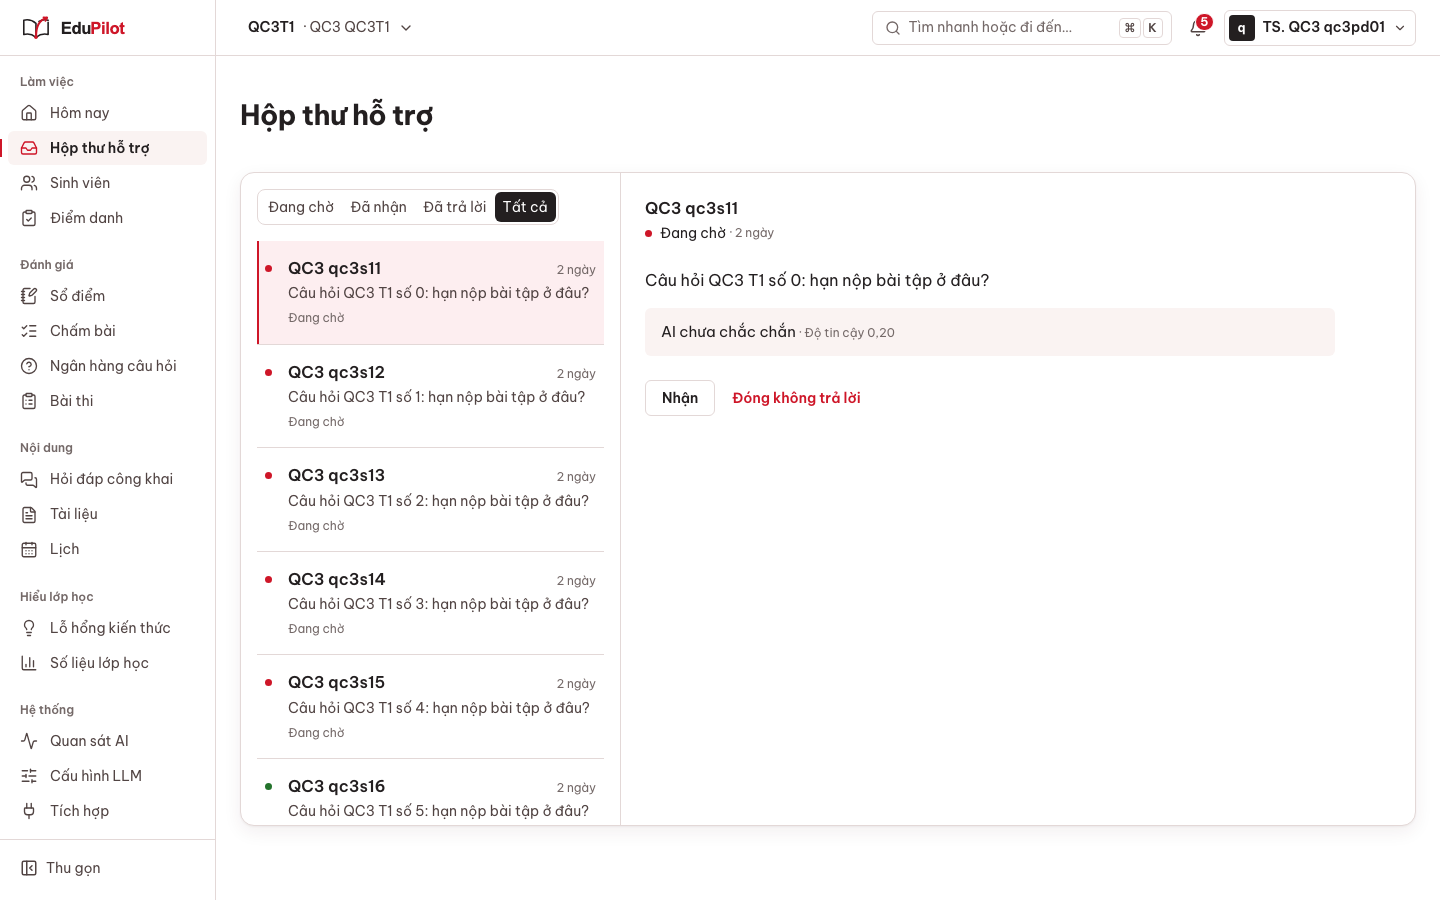 EduPilot
QC3T1 · QC3 QC3T1
Tìm nhanh hoặc đi đến... ⌘ K
5
q TS. QC3 qc3pd01
Làm việc
Hôm nay
Hộp thư hỗ trợ
Sinh viên
Điểm danh
Đánh giá
Sổ điểm
Chấm bài
Ngân hàng câu hỏi
Bài thi
Nội dung
Hỏi đáp công khai
Tài liệu
Lịch
Hiểu lớp học
Lỗ hổng kiến thức
Số liệu lớp học
Hệ thống
Quan sát AI
Cấu hình LLM
Tích hợp
Thu gọn
Hộp thư hỗ trợ
Đang chờ Đã nhận Đã trả lời Tất cả
QC3 qc3s11 2 ngày
Câu hỏi QC3 T1 số 0: hạn nộp bài tập ở đâu?
Đang chờ
QC3 qc3s12 2 ngày
Câu hỏi QC3 T1 số 1: hạn nộp bài tập ở đâu?
Đang chờ
QC3 qc3s13 2 ngày
Câu hỏi QC3 T1 số 2: hạn nộp bài tập ở đâu?
Đang chờ
QC3 qc3s14 2 ngày
Câu hỏi QC3 T1 số 3: hạn nộp bài tập ở đâu?
Đang chờ
QC3 qc3s15 2 ngày
Câu hỏi QC3 T1 số 4: hạn nộp bài tập ở đâu?
Đang chờ
QC3 qc3s16 2 ngày
Câu hỏi QC3 T1 số 5: hạn nộp bài tập ở đâu?
QC3 qc3s11
Đang chờ · 2 ngày
Câu hỏi QC3 T1 số 0: hạn nộp bài tập ở đâu?
AI chưa chắc chắn · Độ tin cậy 0,20
Nhận Đóng không trả lời